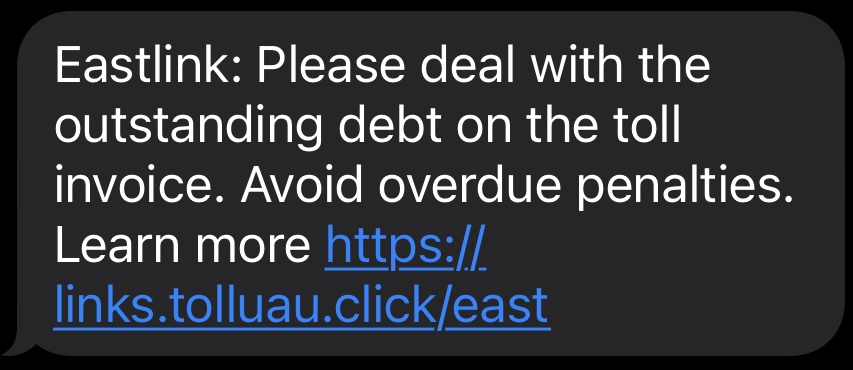 Eastlink: Please deal with the
outstanding debt on the toll
invoice. Avoid overdue penalties.
Learn more https://
links.tolluau.click/east